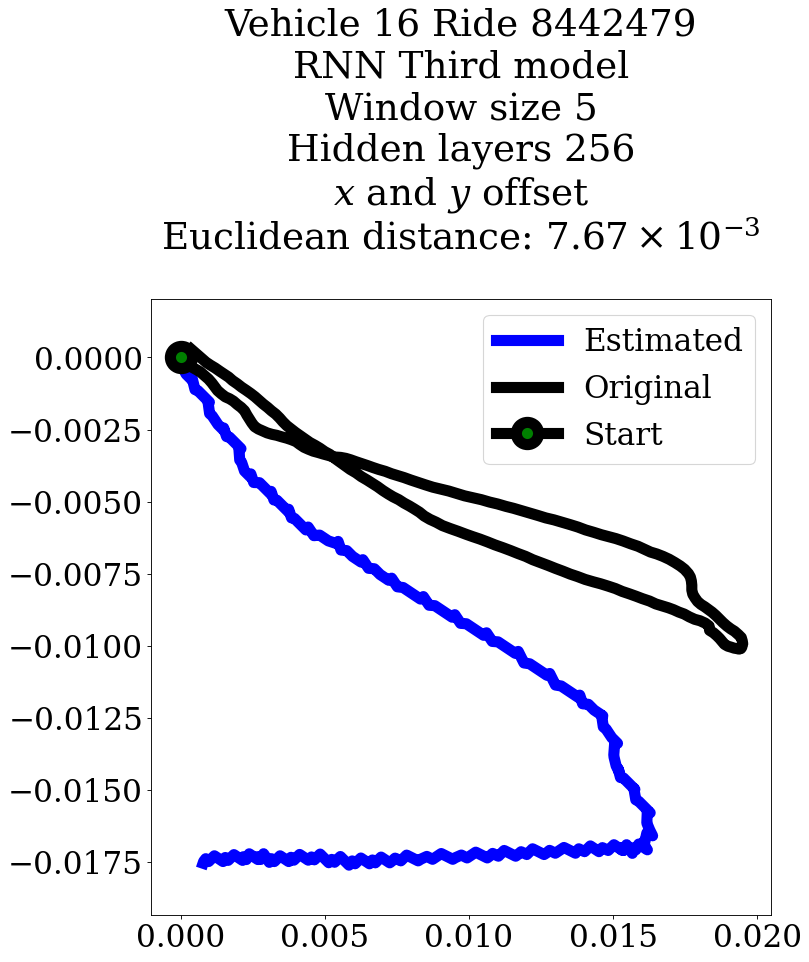 Vehicle 16 Ride 8442479
RNN Third model
Window size 5
Hidden layers 256
x and y offset
Euclidean distance: 7.67 × 10⁻³
Estimated
Original
Start
0.0000
−0.0025
−0.0050
−0.0075
−0.0100
−0.0125
−0.0150
−0.0175
0.000 0.005 0.010 0.015 0.020